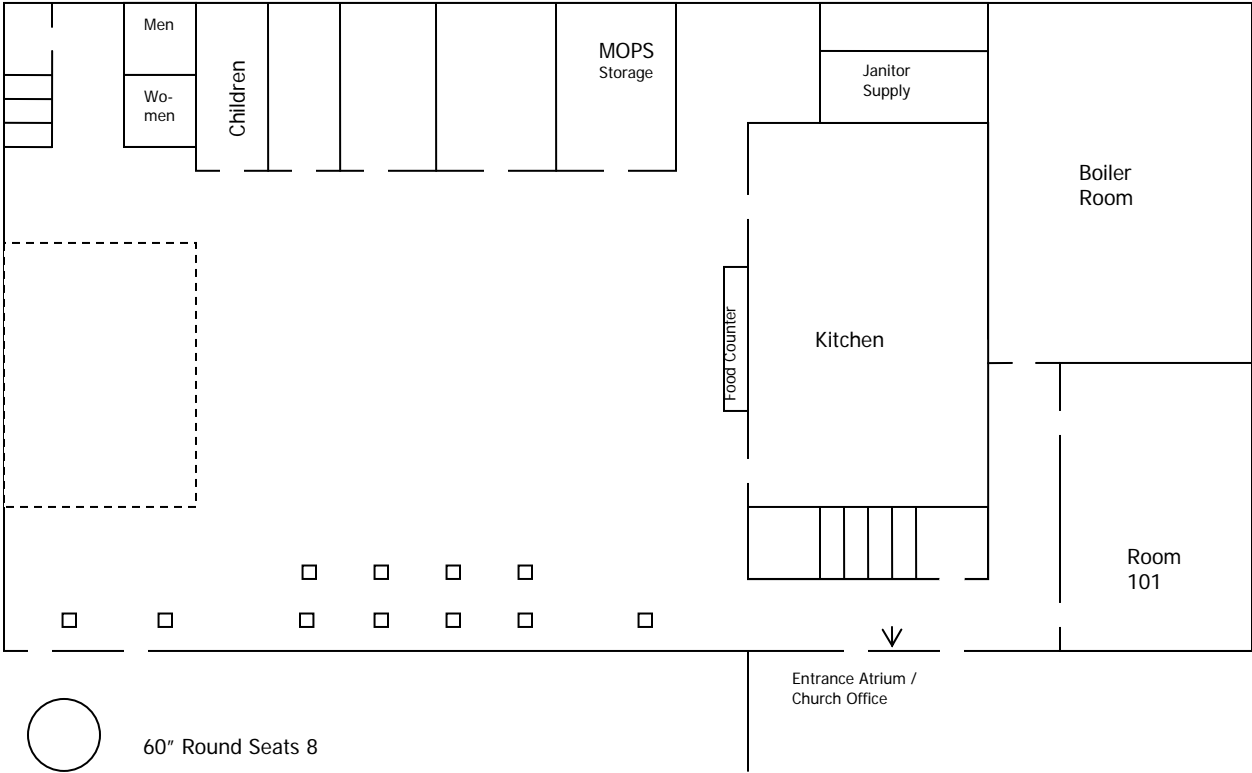 Men
Wo-
men
Children
MOPS
Storage
Janitor
Supply
Boiler
Room
Food Counter
Kitchen
Room
101
Entrance Atrium /
Church Office
60” Round Seats 8